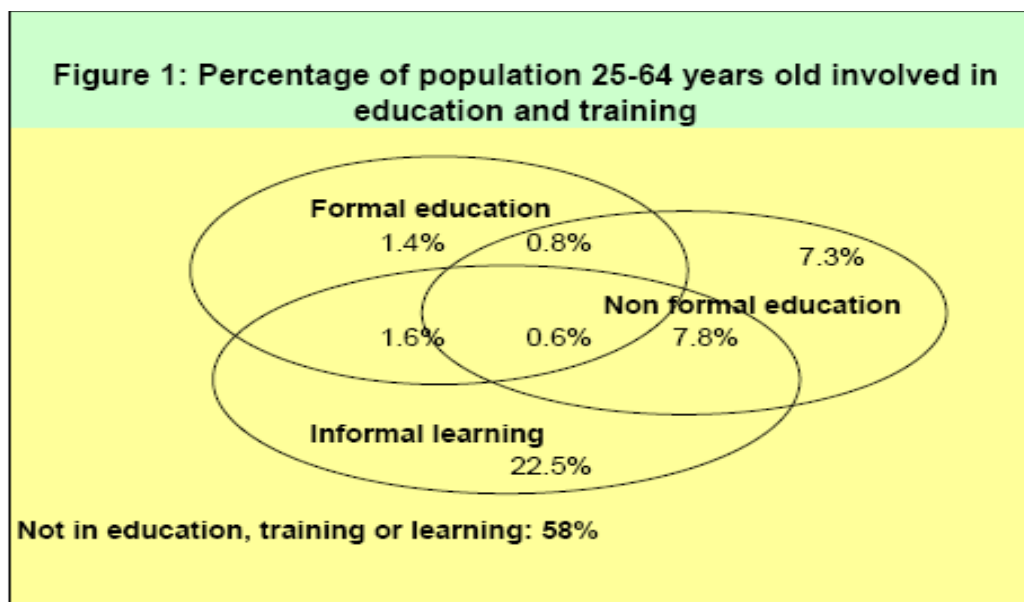 Figure 1: Percentage of population 25-64 years old involved in
education and training
Formal education
1.4% 0.8%
7.3%
Non formal education
1.6% 0.6% 7.8%
Informal learning
22.5%
Not in education, training or learning: 58%